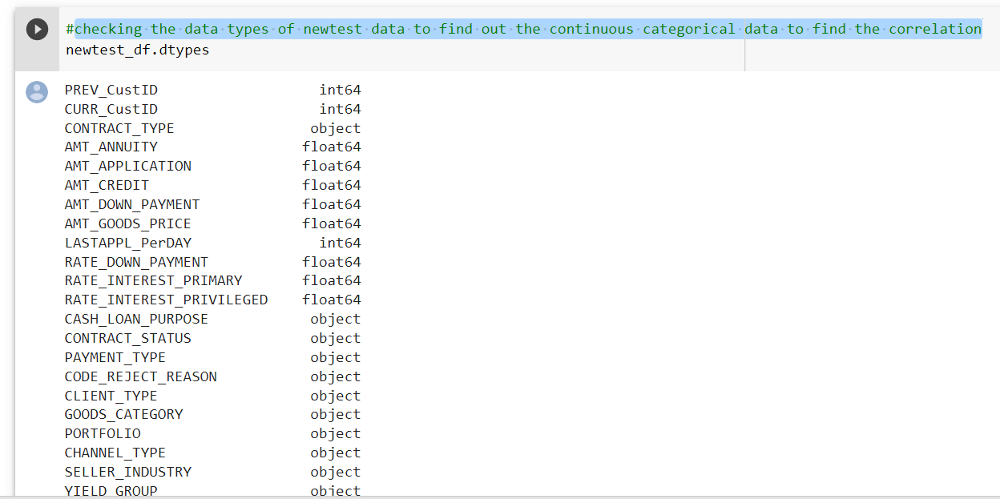 #checking the data types of newtest data to find out the continuous categorical data to find the correlation
newtest_df.dtypes
PREV_CustID int64
CURR_CustID int64
CONTRACT_TYPE object
AMT_ANNUITY float64
AMT_APPLICATION float64
AMT_CREDIT float64
AMT_DOWN_PAYMENT float64
AMT_GOODS_PRICE float64
LASTAPPL_PerDAY int64
RATE_DOWN_PAYMENT float64
RATE_INTEREST_PRIMARY float64
RATE_INTEREST_PRIVILEGED float64
CASH_LOAN_PURPOSE object
CONTRACT_STATUS object
PAYMENT_TYPE object
CODE_REJECT_REASON object
CLIENT_TYPE object
GOODS_CATEGORY object
PORTFOLIO object
CHANNEL_TYPE object
SELLER_INDUSTRY object
YIELD_GROUP object